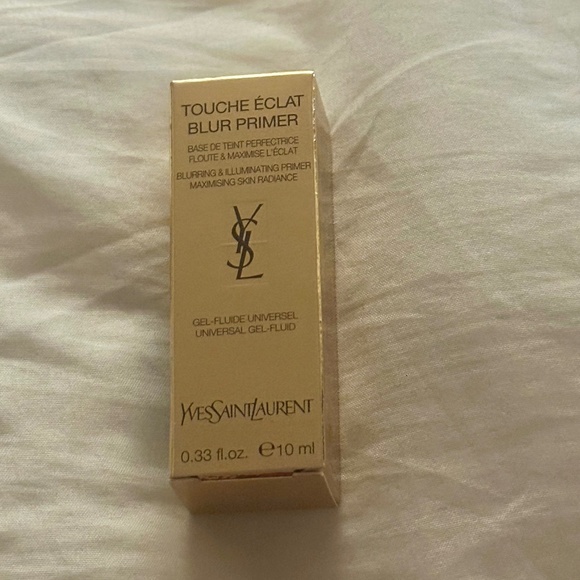 TOUCHE ÉCLAT
BLUR PRIMER
BASE DE TEINT PERFECTRICE
FLOUTE & MAXIMISE L'ÉCLAT
BLURRING & ILLUMINATING PRIMER
MAXIMISING SKIN RADIANCE
YSL
GEL-FLUIDE UNIVERSEL
UNIVERSAL GEL-FLUID
YVESSAINTLAURENT
0.33 fl.oz. ℮10 ml